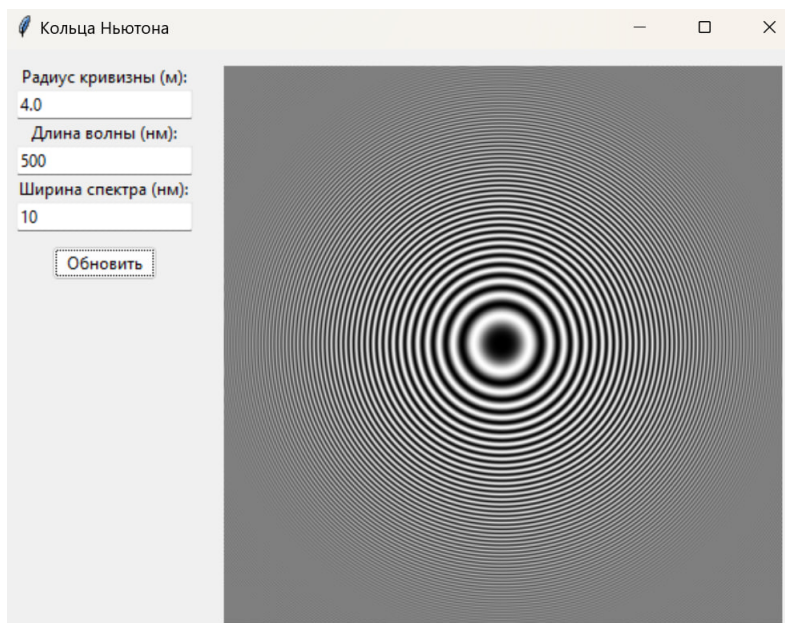 Кольца Ньютона
Радиус кривизны (м):
4.0
Длина волны (нм):
500
Ширина спектра (нм):
10
Обновить